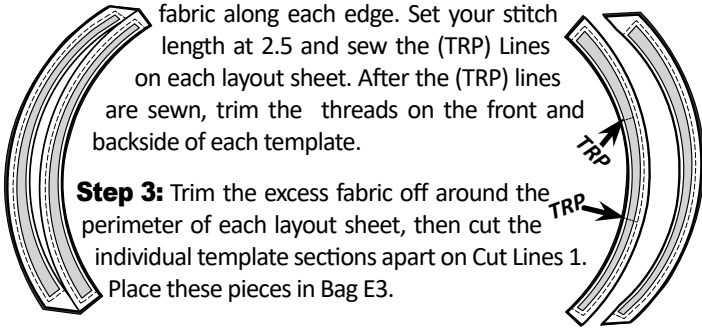 fabric along each edge. Set your stitch
length at 2.5 and sew the (TRP) Lines
on each layout sheet. After the (TRP) lines
are sewn, trim the threads on the front and
backside of each template.
TRP
Step 3: Trim the excess fabric off around the
TRP
perimeter of each layout sheet, then cut the
individual template sections apart on Cut Lines 1.
Place these pieces in Bag E3.